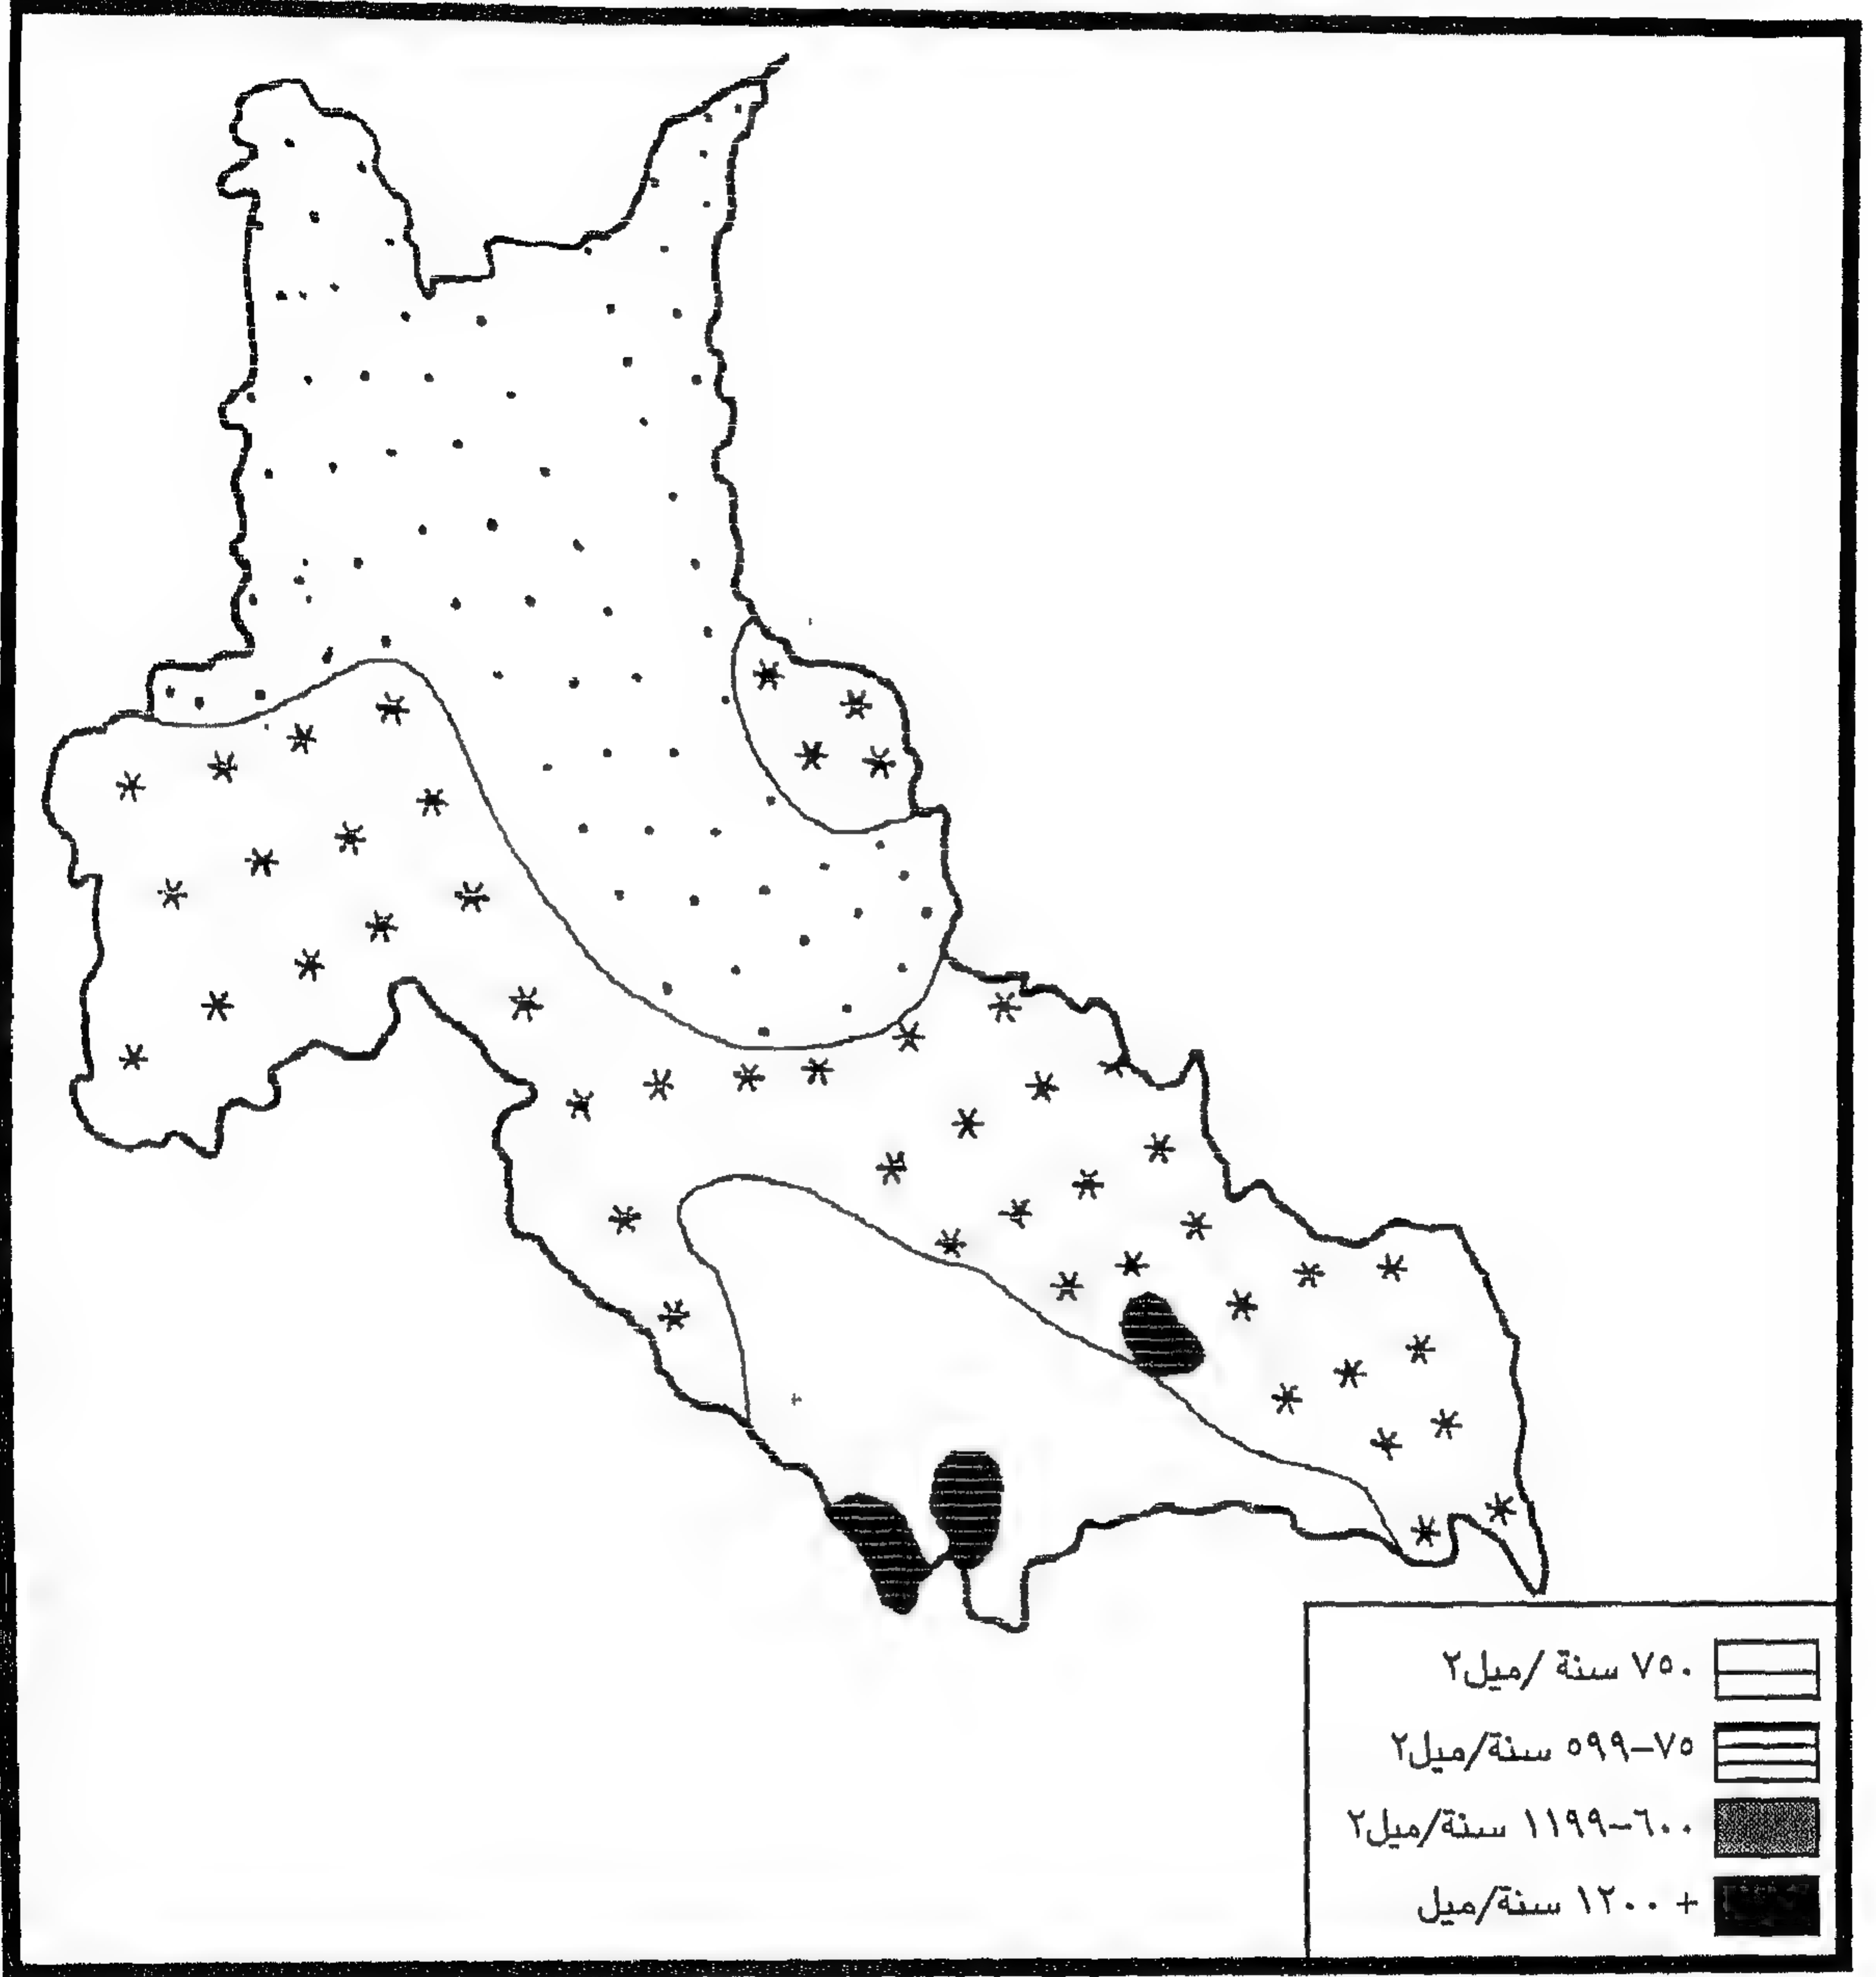 ٧٥٠ سنة /ميل٢
٧٥–٥٩٩ سنة/ميل٢
٦٠٠–١١٩٩ سنة/ميل٢
+ ١٢٠٠ سنة/ميل